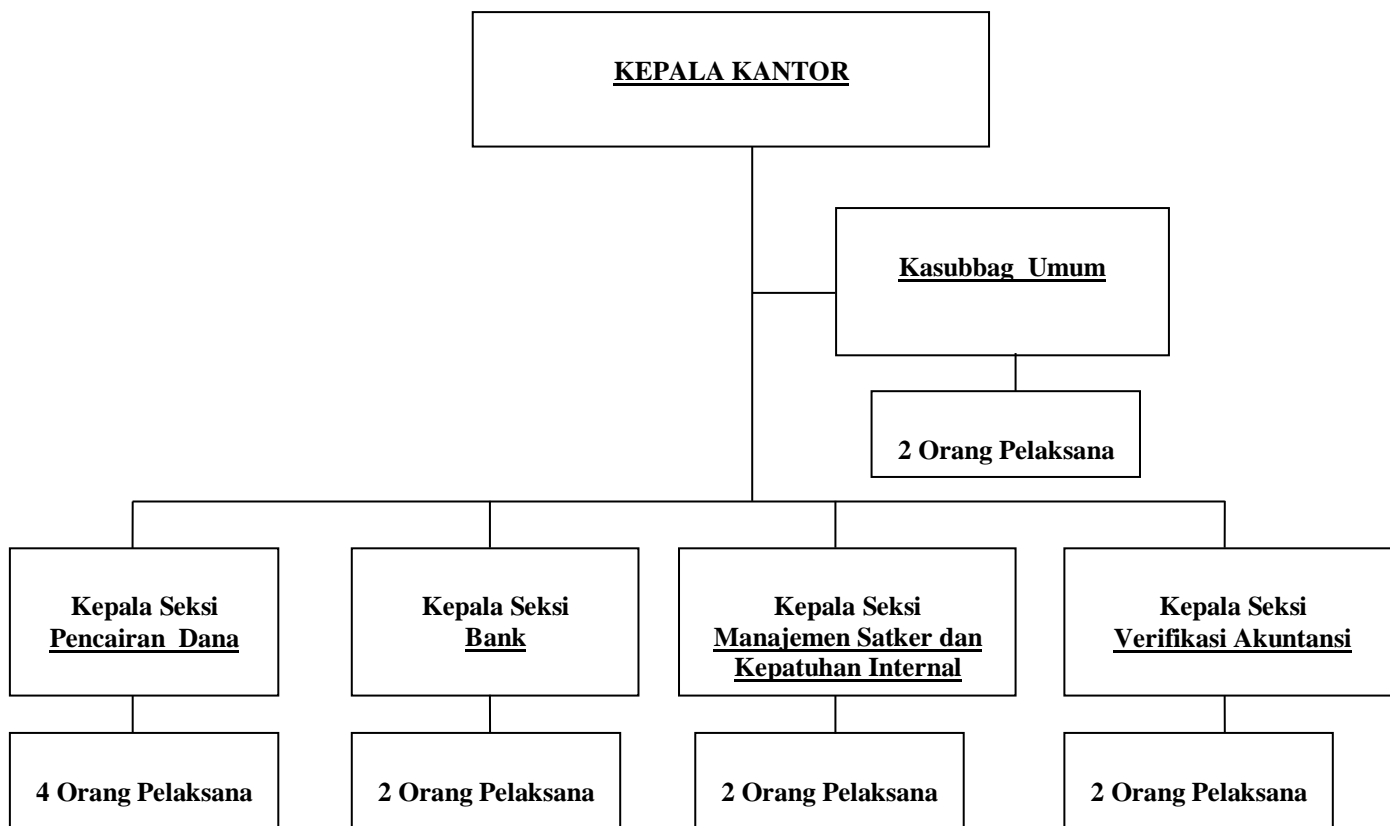 KEPALA KANTOR
Kasubbag Umum
2 Orang Pelaksana
Kepala Seksi
Pencairan Dana
Kepala Seksi
Bank
Kepala Seksi
Manajemen Satker dan
Kepatuhan Internal
Kepala Seksi
Verifikasi Akuntansi
4 Orang Pelaksana
2 Orang Pelaksana
2 Orang Pelaksana
2 Orang Pelaksana